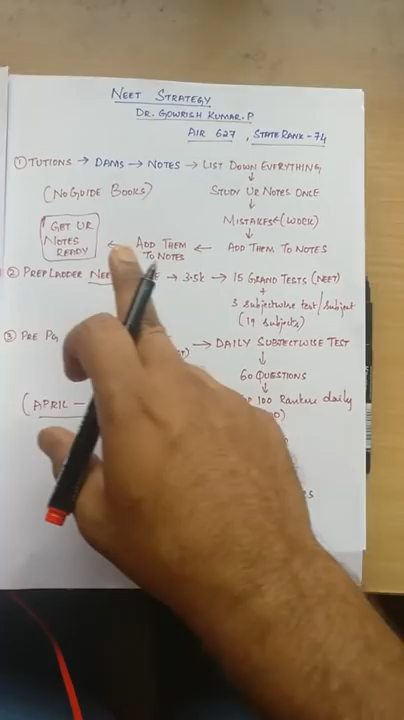 NEET STRATEGY
DR. GOWRISH KUMAR.P
AIR 627, STATE RANK-74
① TUTIONS → DAMS → NOTES → LIST DOWN EVERYTHING
↓
(NO GUIDE BOOKS) STUDY UR NOTES ONCE
↓
MISTAKES ← (WORK)
↓
GET UR NOTES READY ← ADD THEM TO NOTES ← ADD THEM TO NOTES
② PREPLADDER → 3.5K → 15 GRAND TESTS (NEET)
+
3 subjectwise test/subject
(19 subjects)
③ PRE PG → DAILY SUBJECTWISE TEST
↓
60 QUESTIONS
↓
(APRIL – 100 Rankers daily